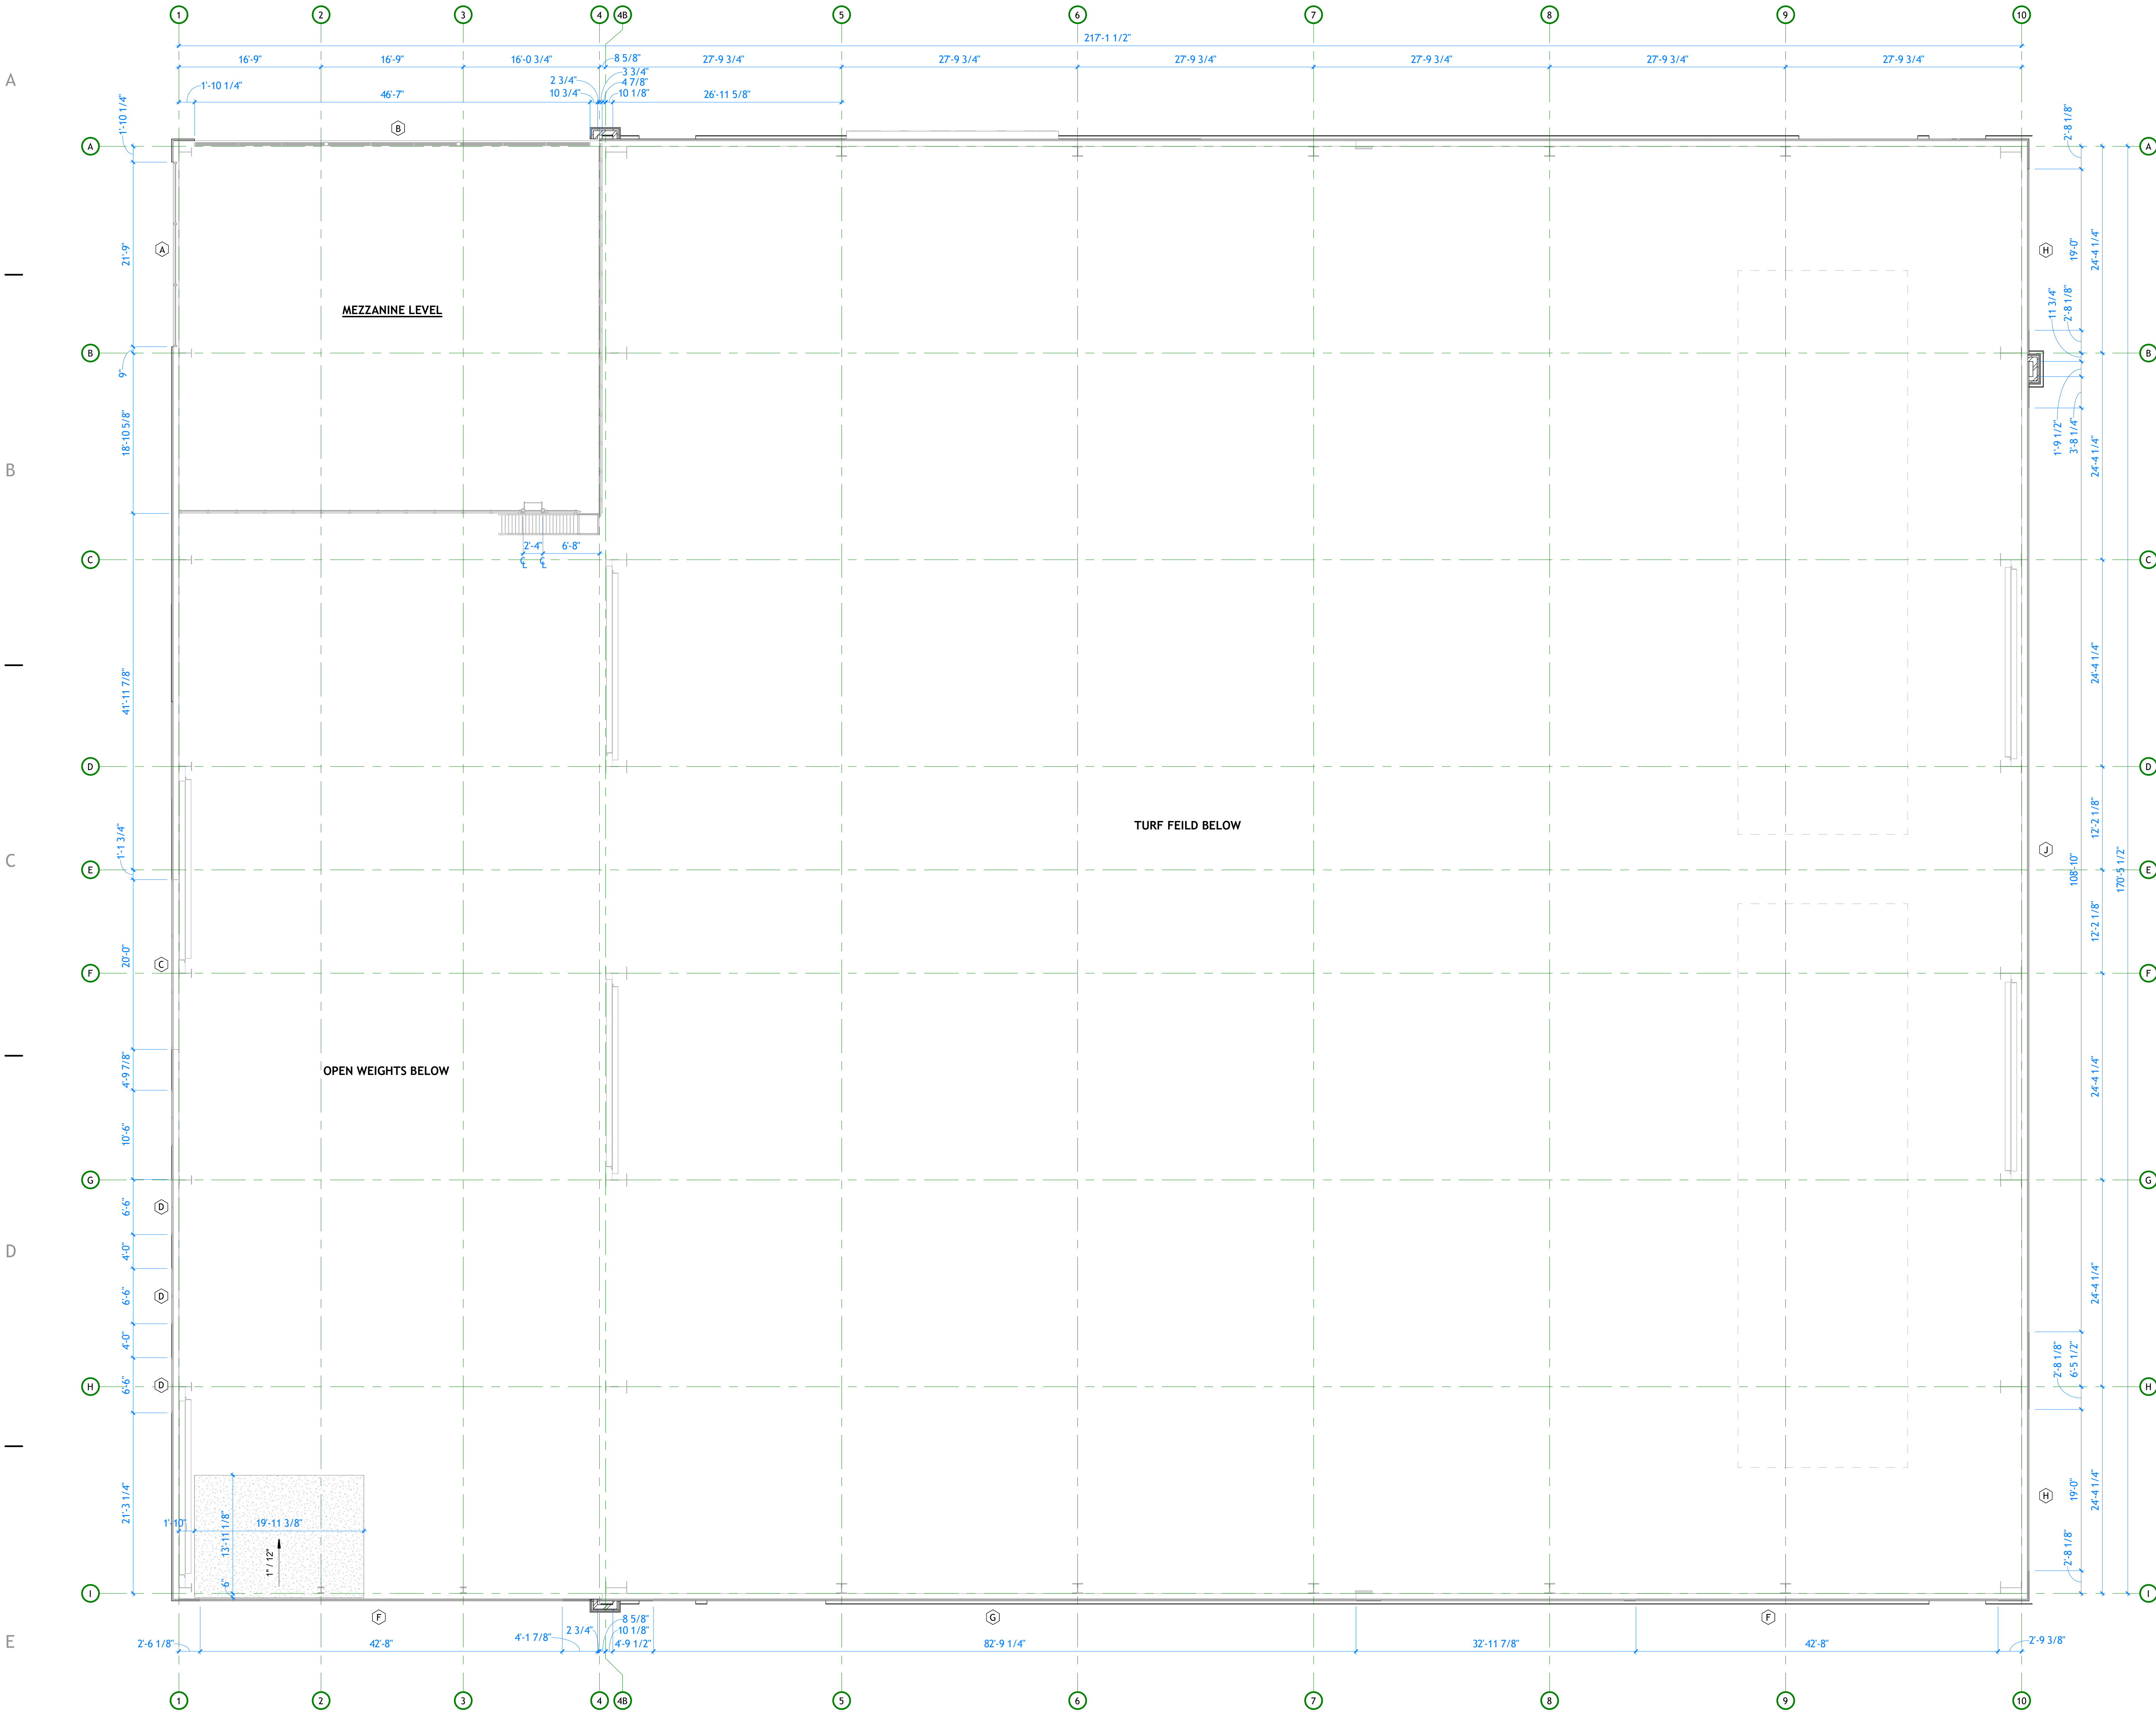 1 2 3 4 4B 5 6 7 8 9 10
217'-1 1/2"
16'-9" 16'-9" 16'-0 3/4" 8 5/8" 27'-9 3/4" 27'-9 3/4" 27'-9 3/4" 27'-9 3/4" 27'-9 3/4" 27'-9 3/4"
3 3/4"
2 3/4" 4 7/8"
1'-10 1/4" 46'-7" 10 3/4" 10 1/8" 26'-11 5/8"
A
1'-10 1/4"
B
2'-8 1/8"
A A
21'-9"
A
H
19'-0"
24'-4 1/4"
MEZZANINE LEVEL
11 3/4"
2'-8 1/8"
B B
9"
18'-10 5/8"
1'-9 1/2"
3'-8 1/4"
24'-4 1/4"
B
2'-4" 6'-8"
CL CL
C C
41'-11 7/8"
24'-4 1/4"
D D
TURF FEILD BELOW
1'-1 3/4"
12'-2 1/8"
J
C
108'-10"
170'-5 1/2"
E E
20'-0"
C
12'-2 1/8"
F F
4'-9 7/8"
OPEN WEIGHTS BELOW
24'-4 1/4"
10'-6"
G G
6'-6"
D
4'-0"
D
6'-6"
D
24'-4 1/4"
4'-0"
6'-6"
D
2'-8 1/8"
6'-5 1/2"
H H
21'-3 1/4"
1'-10" 19'-11 3/8"
13'-11 1/8"
1" / 12"
6"
H
19'-0"
24'-4 1/4"
2'-8 1/8"
I I
F G F
E
8 5/8"
2 3/4" 10 1/8"
2'-6 1/8" 42'-8" 4'-1 7/8" 4'-9 1/2" 82'-9 1/4" 32'-11 7/8" 42'-8" 2'-9 3/8"
1 2 3 4 4B 5 6 7 8 9 10